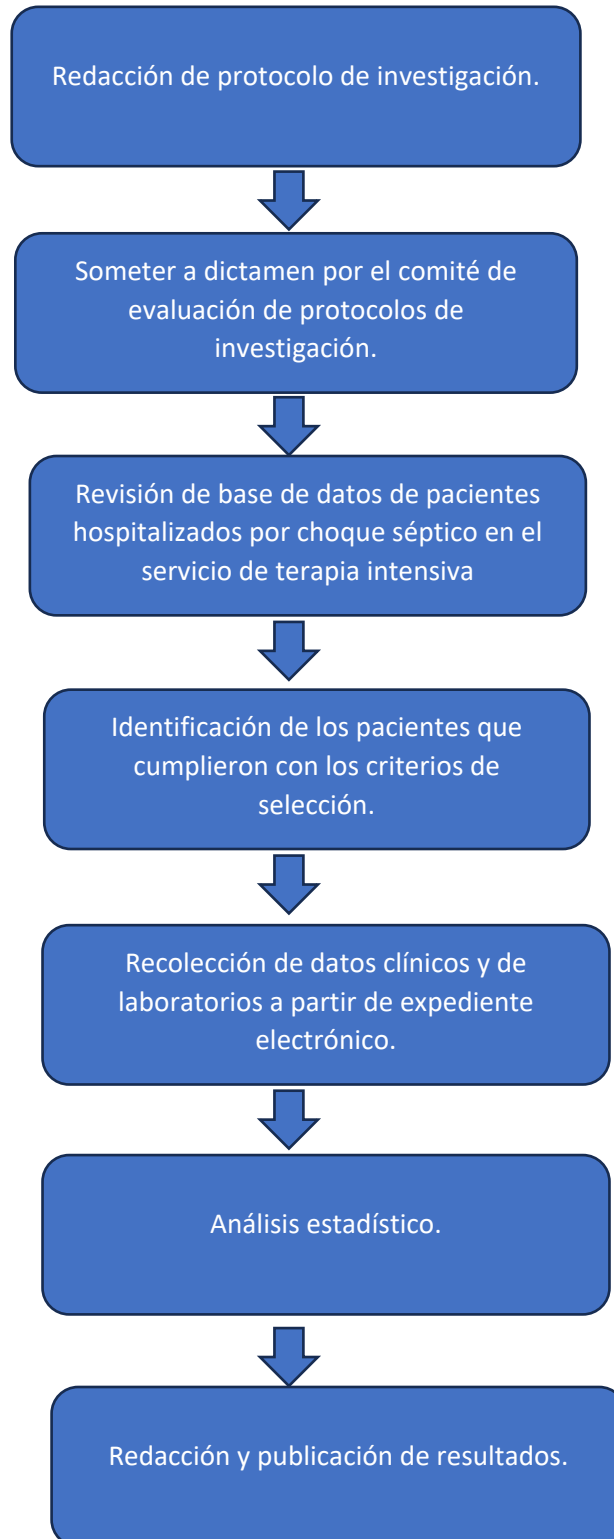 Redacción de protocolo de investigación.
Someter a dictamen por el comité de
evaluación de protocolos de
investigación.
Revisión de base de datos de pacientes
hospitalizados por choque séptico en el
servicio de terapia intensiva
Identificación de los pacientes que
cumplieron con los criterios de
selección.
Recolección de datos clínicos y de
laboratorios a partir de expediente
electrónico.
Análisis estadístico.
Redacción y publicación de resultados.